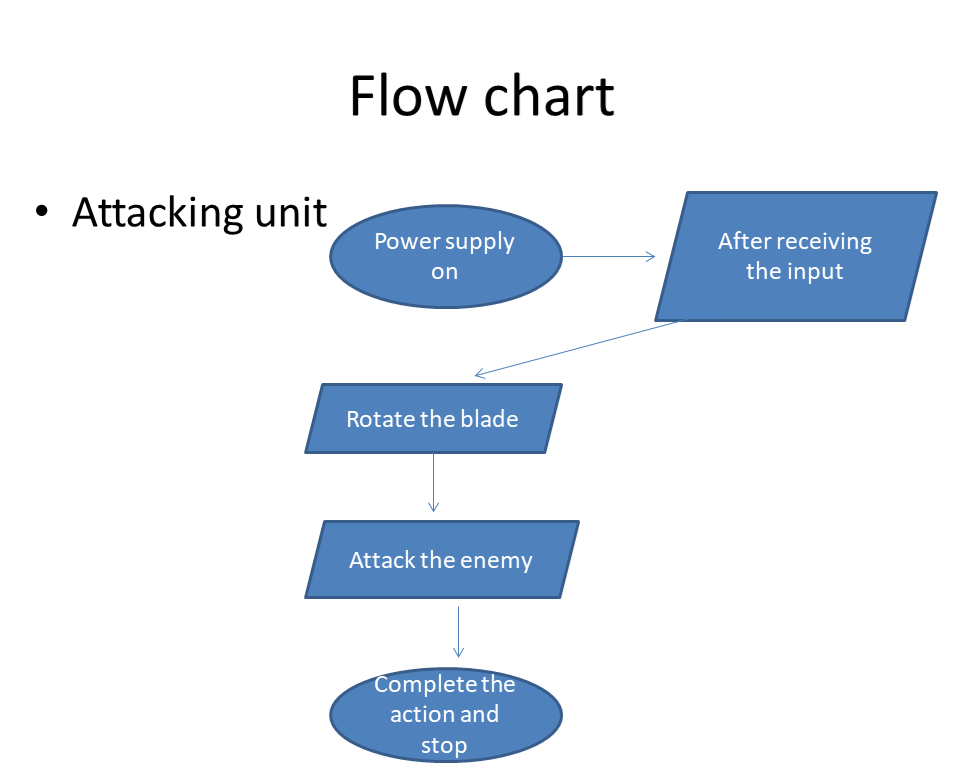 Flow chart
• Attacking unit
Power supply
on
After receiving
the input
Rotate the blade
Attack the enemy
Complete the
action and
stop